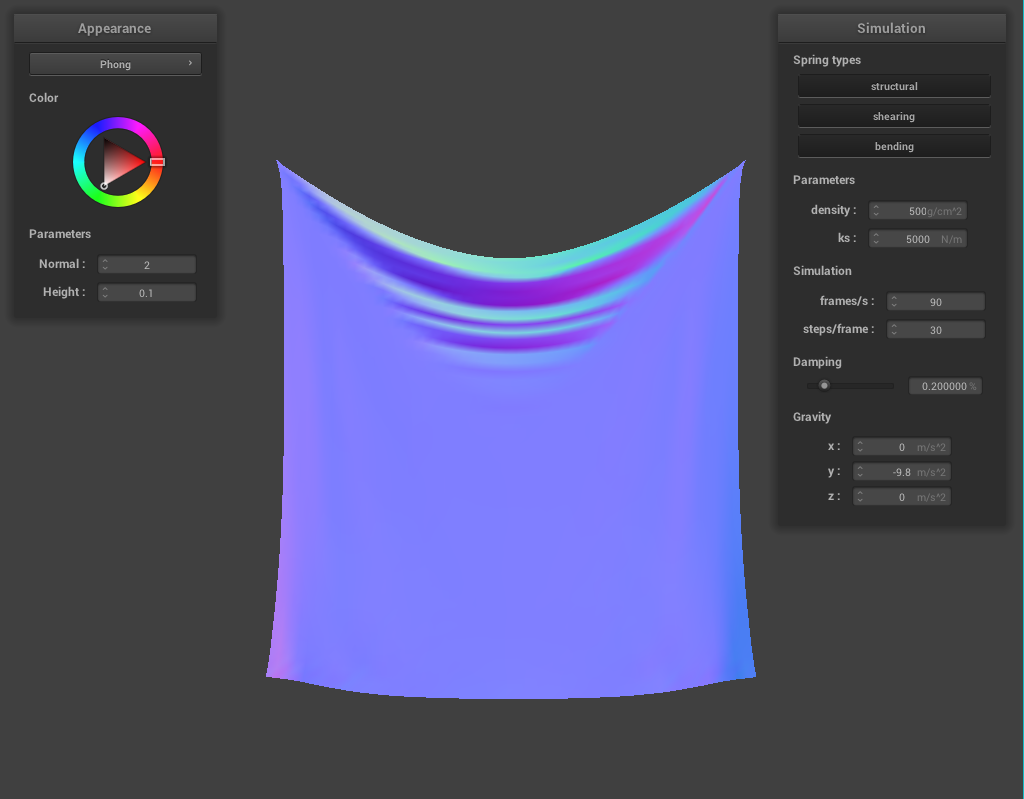 Appearance
Phong
Color
Parameters
Normal : 2
Height : 0.1
Simulation
Spring types
structural
shearing
bending
Parameters
density : 500g/cm^2
ks : 5000 N/m
Simulation
frames/s : 90
steps/frame : 30
Damping
0.200000 %
Gravity
x : 0 m/s^2
y : -9.8 m/s^2
z : 0 m/s^2